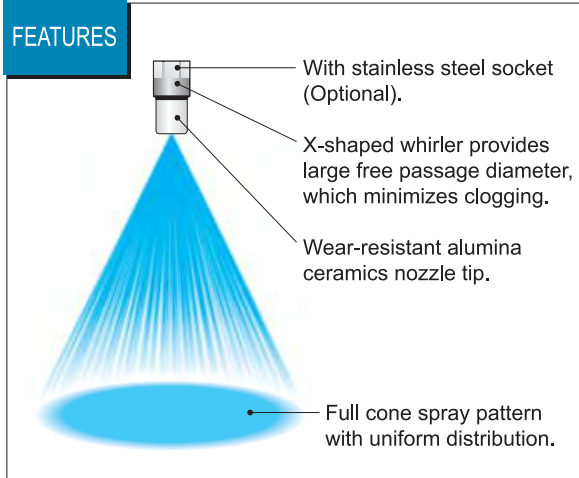 FEATURES
With stainless steel socket
(Optional).
X-shaped whirler provides
large free passage diameter,
which minimizes clogging.
Wear-resistant alumina
ceramics nozzle tip.
Full cone spray pattern
with uniform distribution.